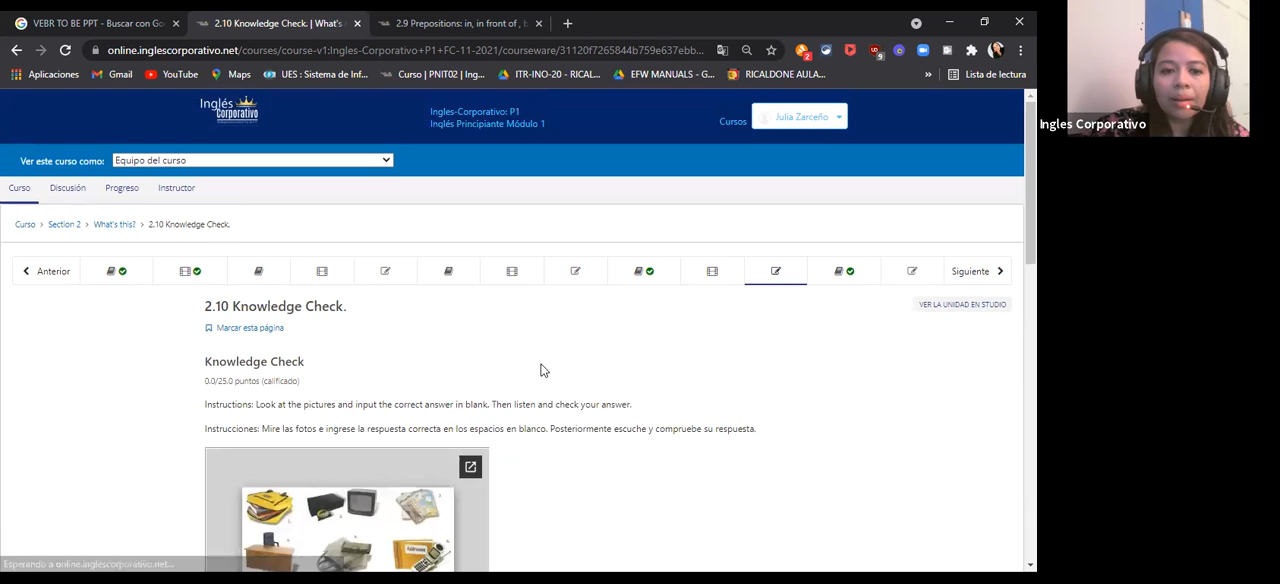 VEBR TO BE PPT - Buscar con Go
2.10 Knowledge Check. | What's
2.9 Prepositions: in, in front of , b
online.inglescorporativo.net/courses/course-v1:Ingles-Corporativo+P1+FC-11-2021/courseware/31120f7265844b759e637ebb...
Aplicaciones
Gmail
YouTube
Maps
UES : Sistema de Inf...
Curso | PNIT02 | Ing...
ITR-INO-20 - RICAL...
EFW MANUALS - G...
RICALDONE AULA...
»
Lista de lectura
Inglés
Corporativo
Ingles-Corporativo: P1
Inglés Principiante Módulo 1
Cursos
Julia Zarceño
Ingles Corporativo
Ver este curso como:
Equipo del curso
Curso
Discusión
Progreso
Instructor
Curso > Section 2 > What's this? > 2.10 Knowledge Check.
Anterior
Siguiente
2.10 Knowledge Check.
VER LA UNIDAD EN STUDIO
Marcar esta página
Knowledge Check
0.0/25.0 puntos (calificado)
Instructions: Look at the pictures and input the correct answer in blank. Then listen and check your answer.
Instrucciones: Mire las fotos e ingrese la respuesta correcta en los espacios en blanco. Posteriormente escuche y compruebe su respuesta.
Esperando a online.inglescorporativo.net...